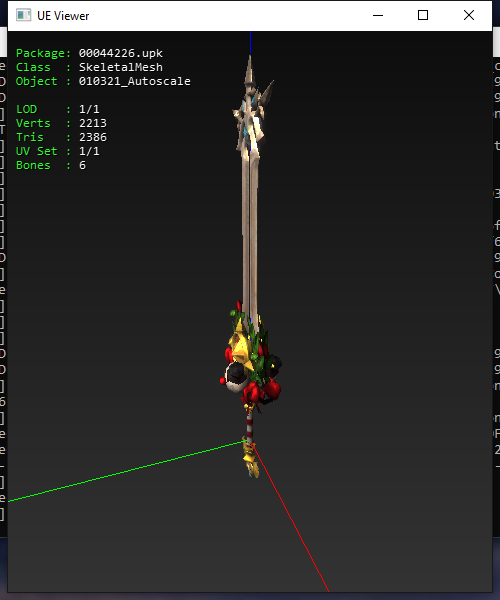 UE Viewer
Package: 00044226.upk
Class  : SkeletalMesh
Object : 010321_Autoscale
LOD    : 1/1
Verts  : 2213
Tris   : 2386
UV Set : 1/1
Bones  : 6